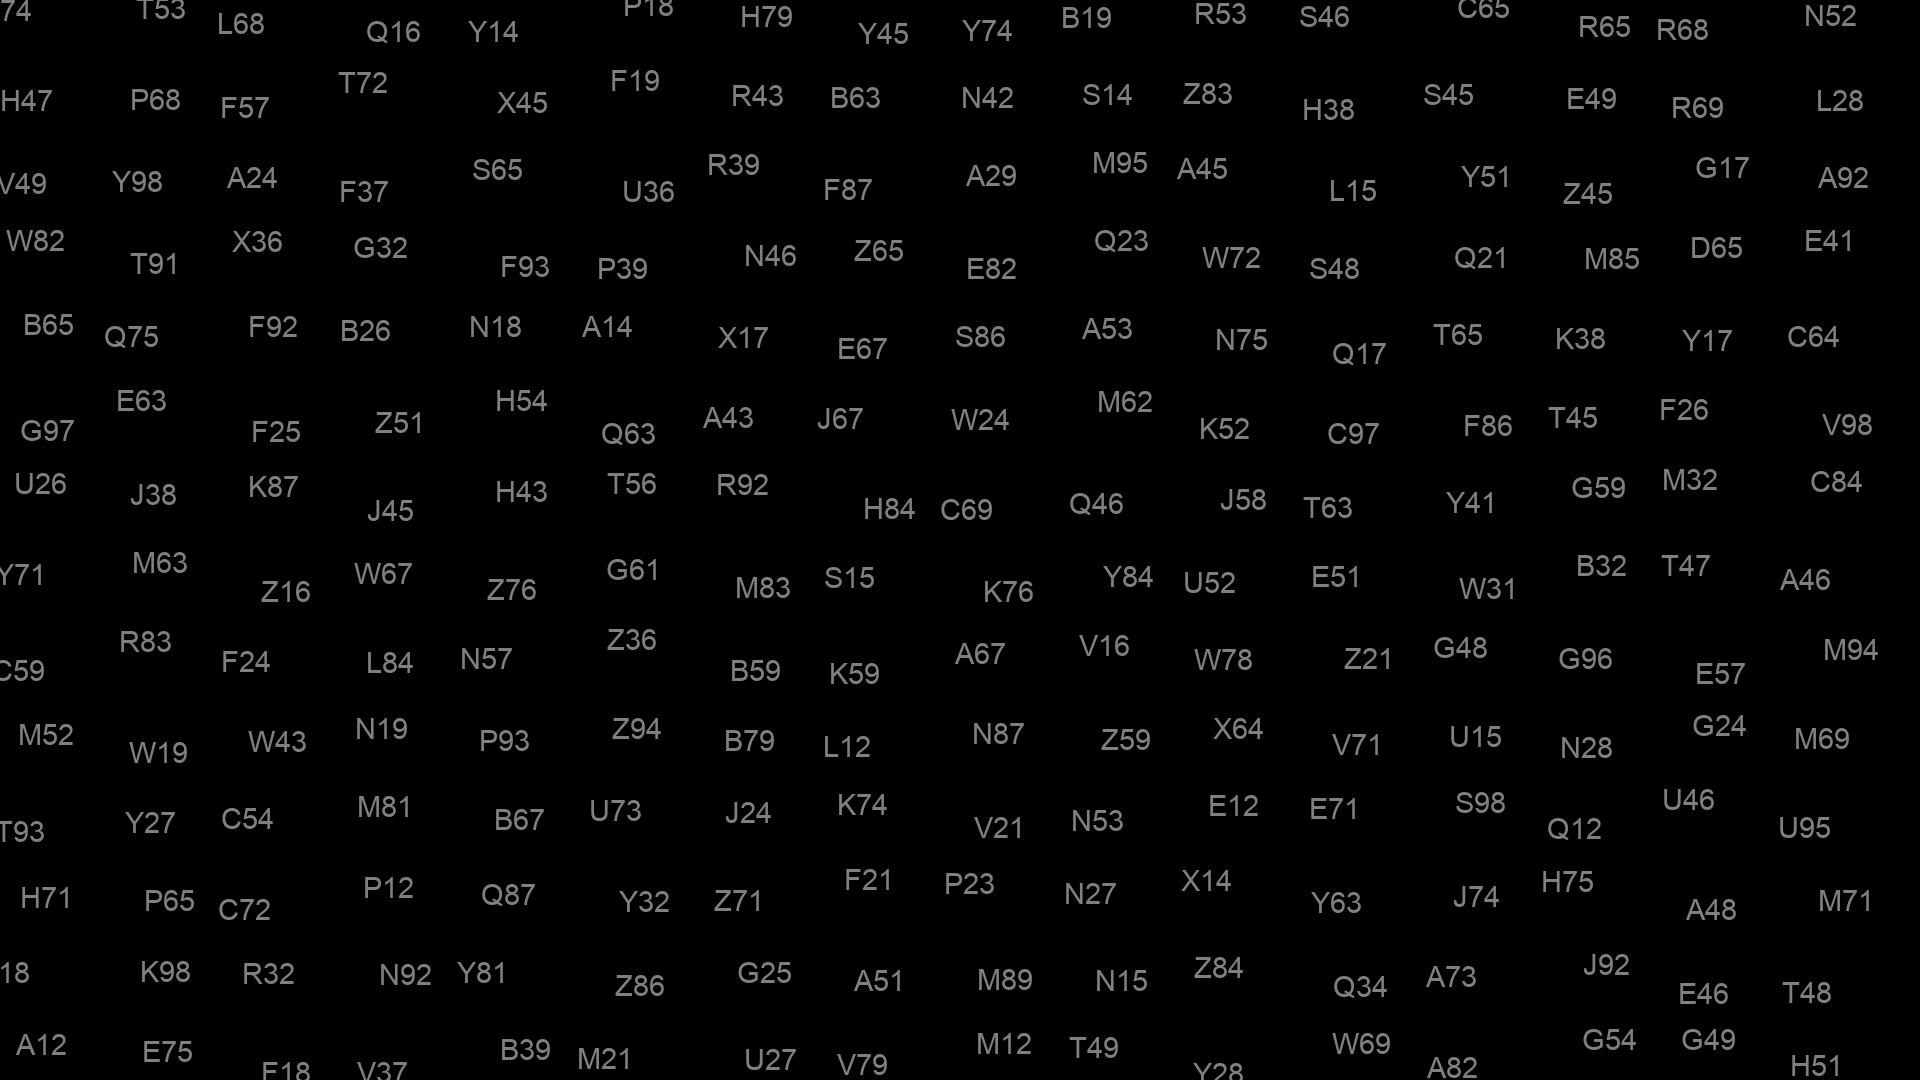 74 T53 L68 Q16 Y14 P18 H79 Y45 Y74 B19 R53 S46 C65 R65 R68 N52
H47 P68 F57 T72 X45 F19 R43 B63 N42 S14 Z83 H38 S45 E49 R69 L28
V49 Y98 A24 F37 S65 U36 R39 F87 A29 M95 A45 L15 Y51 Z45 G17 A92
W82 T91 X36 G32 F93 P39 N46 Z65 E82 Q23 W72 S48 Q21 M85 D65 E41
B65 Q75 F92 B26 N18 A14 X17 E67 S86 A53 N75 Q17 T65 K38 Y17 C64
G97 E63 F25 Z51 H54 Q63 A43 J67 W24 M62 K52 C97 F86 T45 F26 V98
U26 J38 K87 J45 H43 T56 R92 H84 C69 Q46 J58 T63 Y41 G59 M32 C84
Y71 M63 Z16 W67 Z76 G61 M83 S15 K76 Y84 U52 E51 W31 B32 T47 A46
C59 R83 F24 L84 N57 Z36 B59 K59 A67 V16 W78 Z21 G48 G96 E57 M94
M52 W19 W43 N19 P93 Z94 B79 L12 N87 Z59 X64 V71 U15 N28 G24 M69
T93 Y27 C54 M81 B67 U73 J24 K74 V21 N53 E12 E71 S98 Q12 U46 U95
H71 P65 C72 P12 Q87 Y32 Z71 F21 P23 N27 X14 Y63 J74 H75 A48 M71
18 K98 R32 N92 Y81 Z86 G25 A51 M89 N15 Z84 Q34 A73 J92 E46 T48
A12 E75 F18 V37 B39 M21 U27 V79 M12 T49 Y28 W69 A82 G54 G49 H51